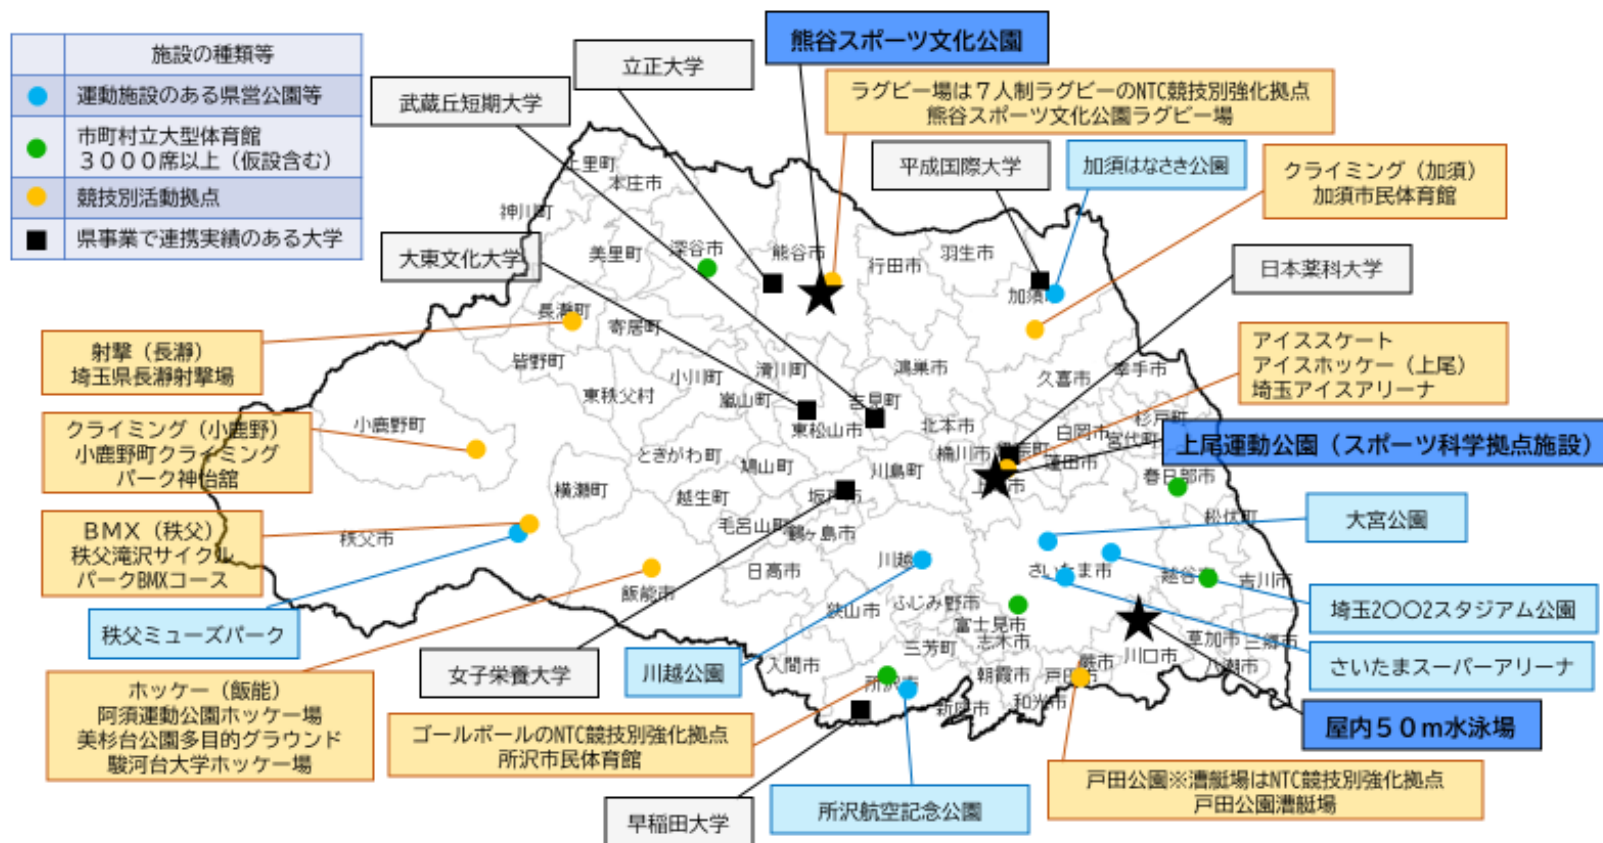 施設の種類等
運動施設のある県営公園等
市町村立大型体育館
３０００席以上（仮設含む）
競技別活動拠点
県事業で連携実績のある大学
熊谷スポーツ文化公園
立正大学
武蔵丘短期大学
ラグビー場は７人制ラグビーのNTC競技別強化拠点
熊谷スポーツ文化公園ラグビー場
平成国際大学
加須はなさき公園
クライミング（加須）
加須市民体育館
大東文化大学
日本薬科大学
アイススケート
アイスホッケー（上尾）
埼玉アイスアリーナ
射撃（長瀞）
埼玉県長瀞射撃場
クライミング（小鹿野）
小鹿野町クライミング
パーク神怡舘
上尾運動公園（スポーツ科学拠点施設）
ＢＭＸ（秩父）
秩父滝沢サイクル
パークBMXコース
大宮公園
秩父ミューズパーク
埼玉2〇〇2スタジアム公園
さいたまスーパーアリーナ
女子栄養大学
川越公園
ホッケー（飯能）
阿須運動公園ホッケー場
美杉台公園多目的グラウンド
駿河台大学ホッケー場
ゴールボールのNTC競技別強化拠点
所沢市民体育館
屋内５０ｍ水泳場
早稲田大学
所沢航空記念公園
戸田公園※漕艇場はNTC競技別強化拠点
戸田公園漕艇場
上里町
本庄市
神川町
美里町
深谷市
熊谷市
行田市
羽生市
加須
長瀞町
寄居町
皆野町
小川町
滑川町
鴻巣市
久喜市
幸手市
東秩父村
嵐山町
吉見町
東松山市
北本市
杉戸町
小鹿野町
白岡市
宮代町
桶川市
蓮田市
ときがわ町
鳩山町
川島町
春日部市
横瀬町
越生町
毛呂山町
鶴ヶ島市
松伏町
秩父市
日高市
川越
さいたま市
吉川市
飯能市
狭山市
ふじみ野市
富士見市
志木市
三芳町
入間市
朝霞市
川口市
草加市
三郷市
八潮市
所沢市
新座市
和光市
蕨市